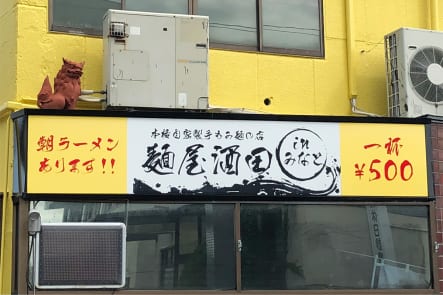 朝ラーメン
あります!!
本格自家製手もみ麺の店
麺屋酒田
in
みなと
一杯
¥500